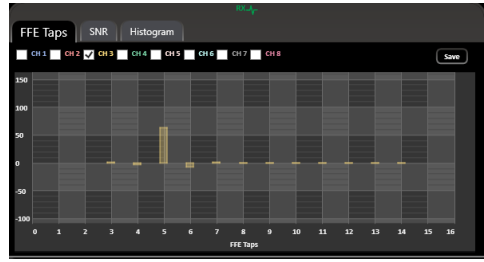 RX
FFE Taps SNR Histogram
CH 1 CH 2 CH 3 CH 4 CH 5 CH 6 CH 7 CH 8 Save
150
100
50
0
-50
-100
0 1 2 3 4 5 6 7 8 9 10 11 12 13 14 15 16
FFE Taps